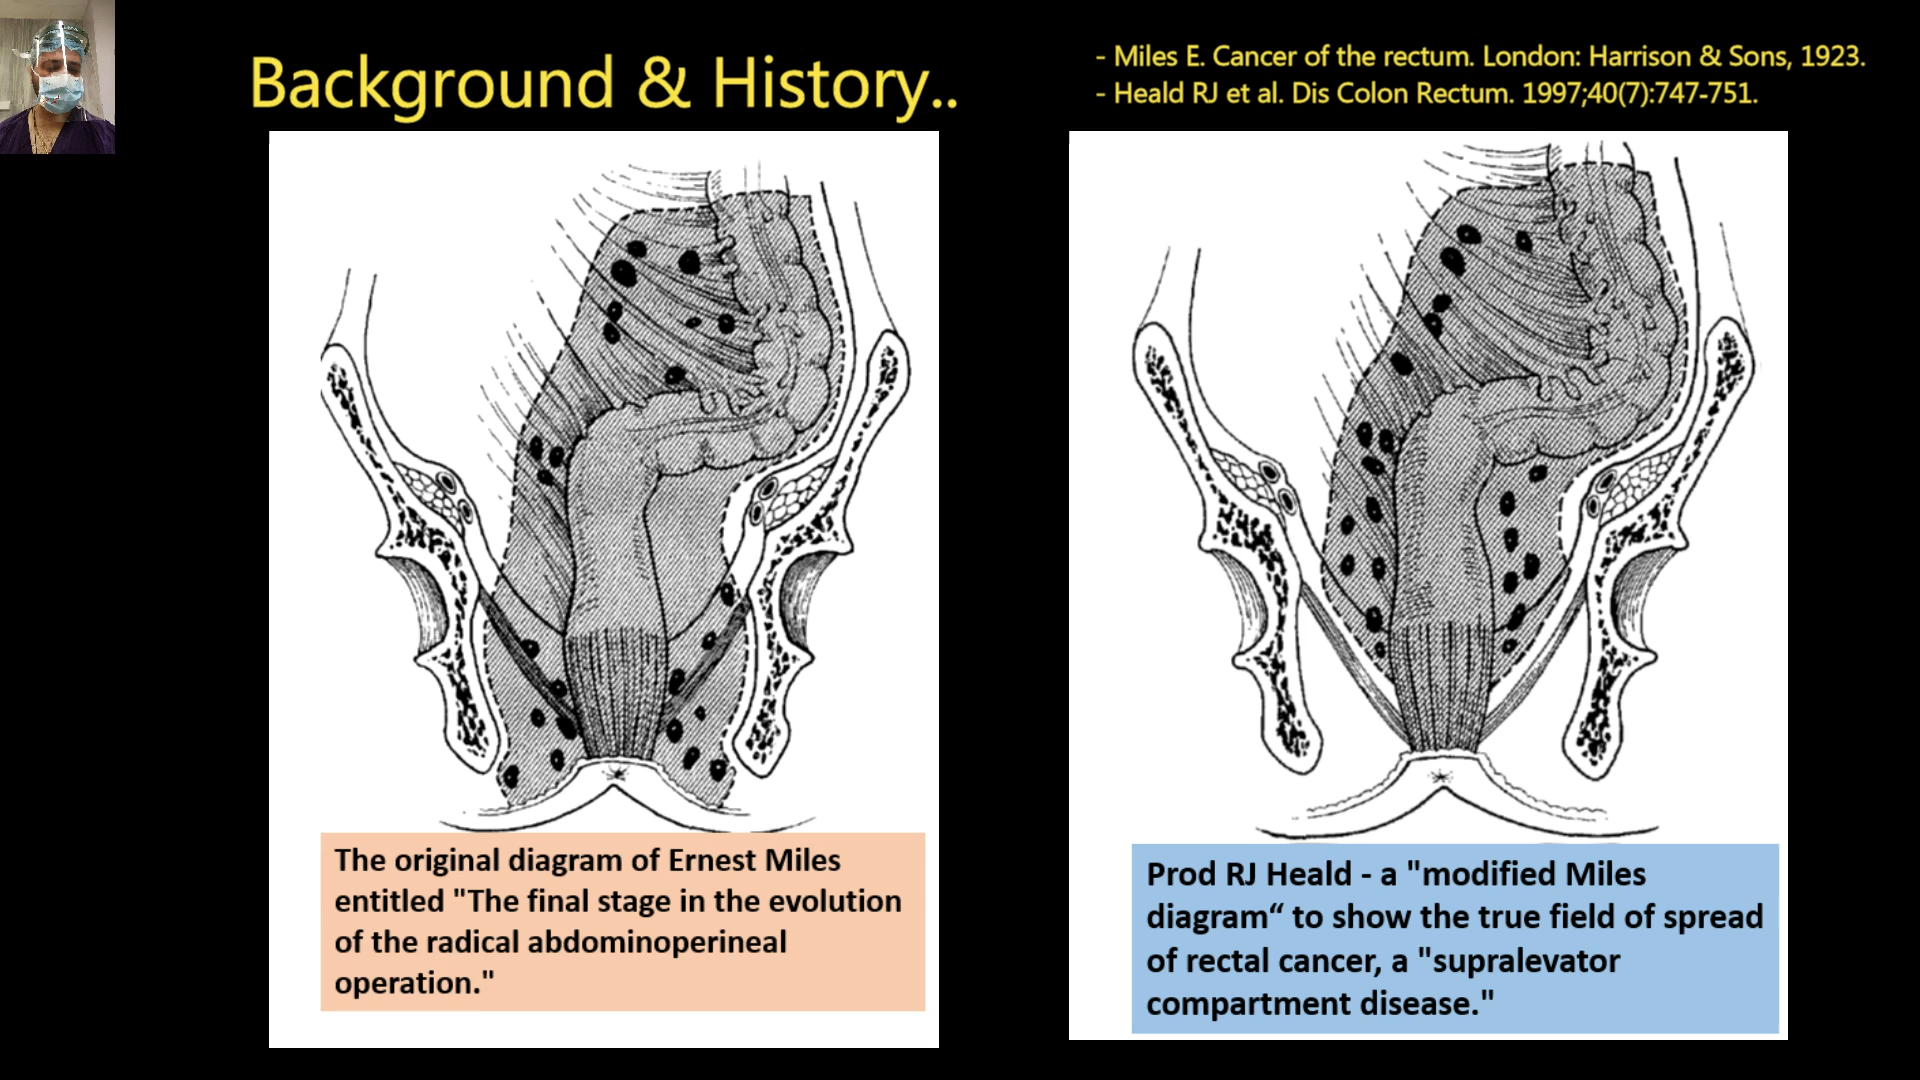 Background & History..
- Miles E. Cancer of the rectum. London: Harrison & Sons, 1923.
- Heald RJ et al. Dis Colon Rectum. 1997;40(7):747-751.
The original diagram of Ernest Miles
entitled "The final stage in the evolution
of the radical abdominoperineal
operation."
Prod RJ Heald - a "modified Miles
diagram“ to show the true field of spread
of rectal cancer, a "supralevator
compartment disease."